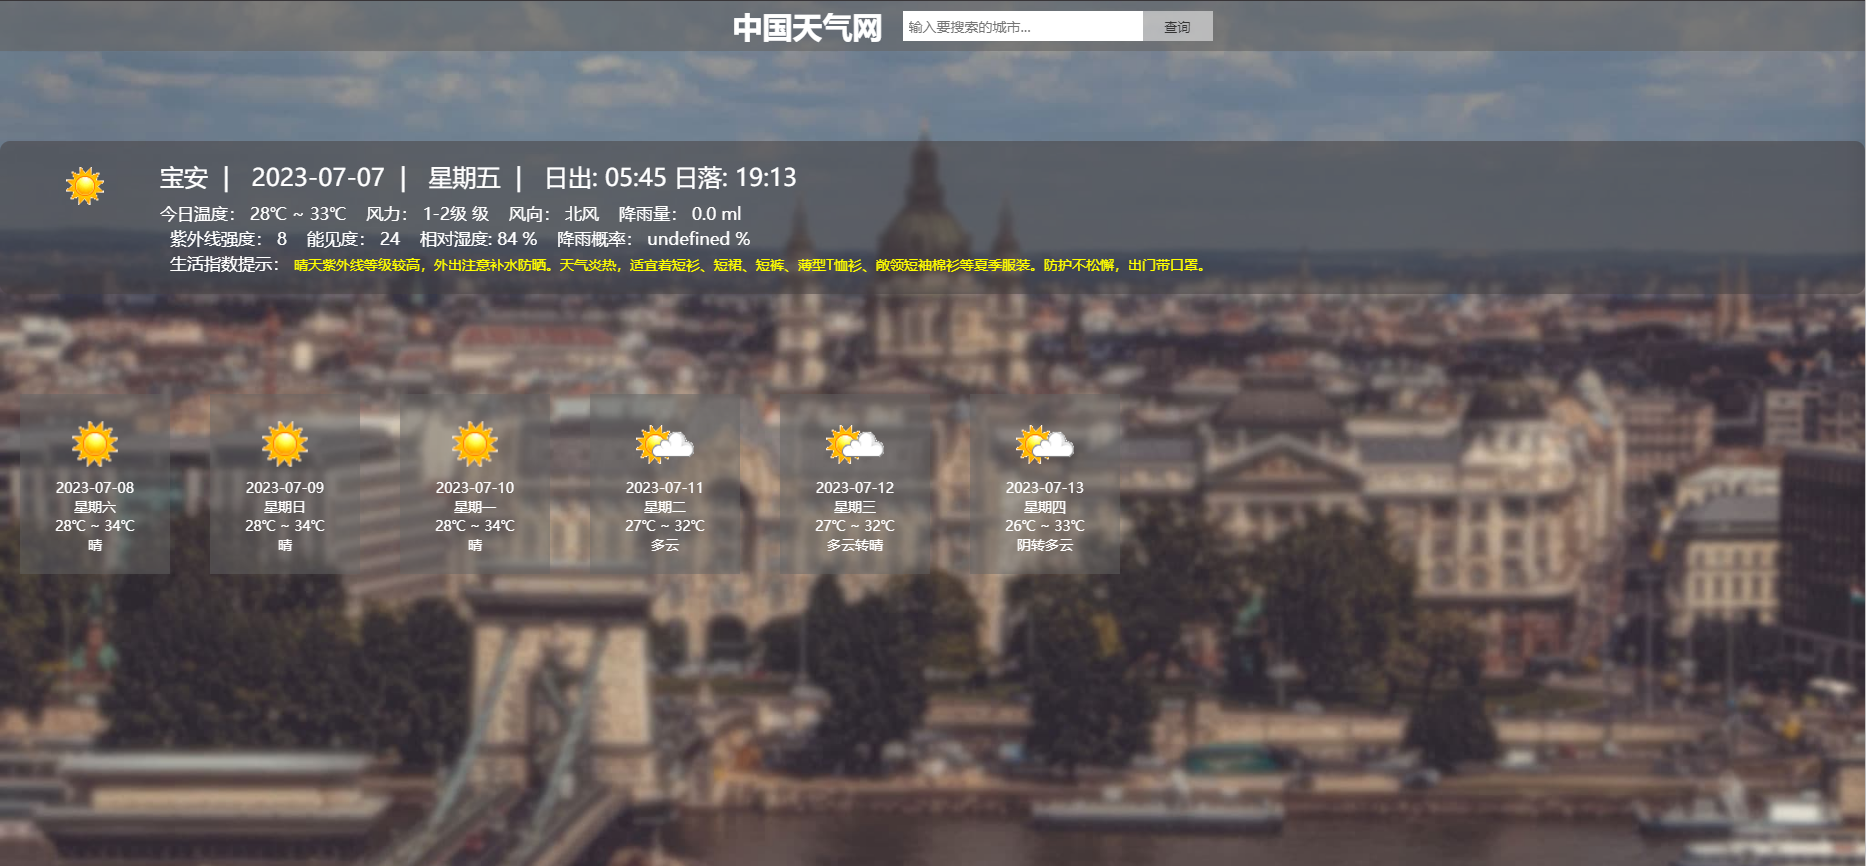 中国天气网 输入要搜索的城市... 查询
宝安 | 2023-07-07 | 星期五 | 日出: 05:45 日落: 19:13
今日温度： 28℃ ~ 33℃ 风力： 1-2级 级 风向： 北风 降雨量： 0.0 ml
紫外线强度： 8 能见度： 24 相对湿度: 84 % 降雨概率： undefined %
生活指数提示： 晴天紫外线等级较高，外出注意补水防晒。天气炎热，适宜着短衫、短裙、短裤、薄型T恤衫、敞领短袖棉衫等夏季服装。防护不松懈，出门带口罩。
2023-07-08
星期六
28℃ ~ 34℃
晴
2023-07-09
星期日
28℃ ~ 34℃
晴
2023-07-10
星期一
28℃ ~ 34℃
晴
2023-07-11
星期二
27℃ ~ 32℃
多云
2023-07-12
星期三
27℃ ~ 32℃
多云转晴
2023-07-13
星期四
26℃ ~ 33℃
阴转多云